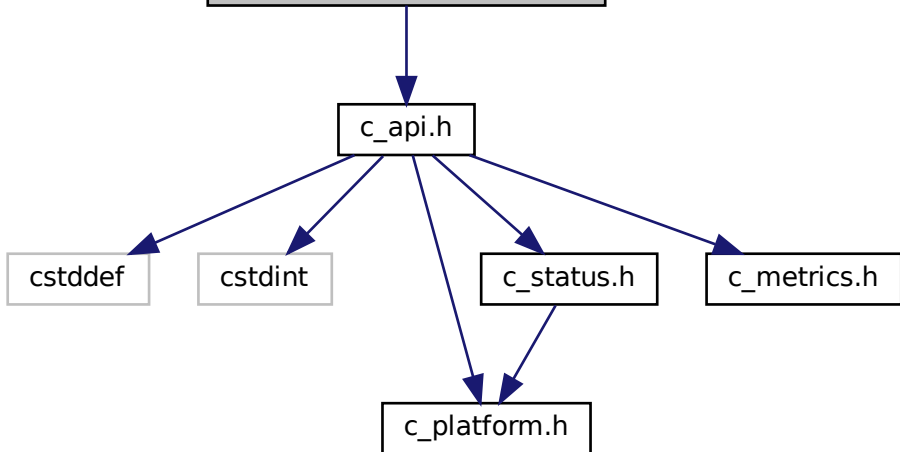 c_api.h
cstddef
cstdint
c_status.h
c_metrics.h
c_platform.h